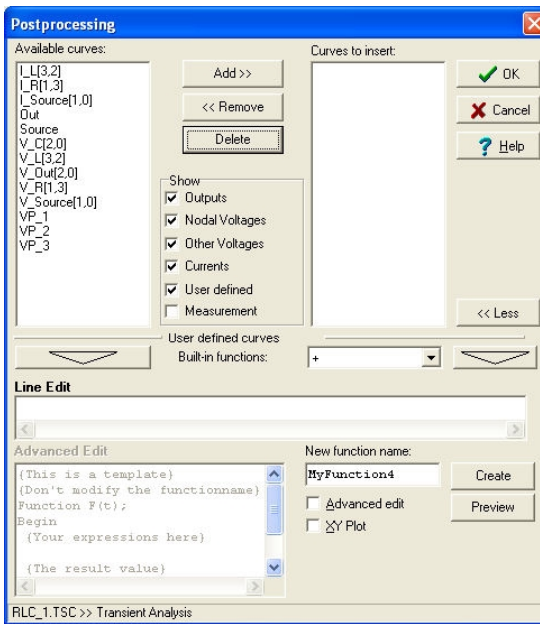 Postprocessing
Available curves:
I_L[3,2]
I_R[1,3]
I_Source[1,0]
Out
Source
V_C[2,0]
V_L[3,2]
V_Out[2,0]
V_R[1,3]
V_Source[1,0]
VP_1
VP_2
VP_3
Add >>
<< Remove
Delete
Show
Outputs
Nodal Voltages
Other Voltages
Currents
User defined
Measurement
Curves to insert:
OK
Cancel
Help
<< Less
User defined curves
Built-in functions:
+
Line Edit
Advanced Edit
{This is a template}
{Don't modify the functionname}
Function F(t);
Begin
{Your expressions here}
{The result value}
New function name:
MyFunction4
Advanced edit
XY Plot
Create
Preview
RLC_1.TSC >> Transient Analysis